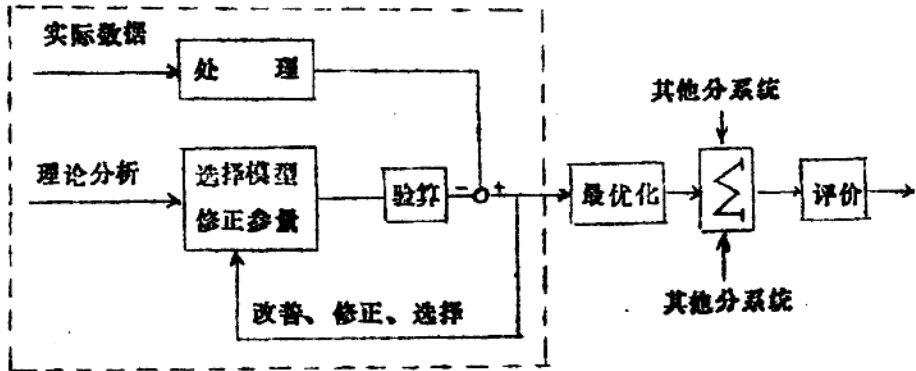 实际数据
处 理
其他分系统
理论分析
选择模型
修正参量
验算
- +
最优化
Σ
评价
改善、修正、选择
其他分系统